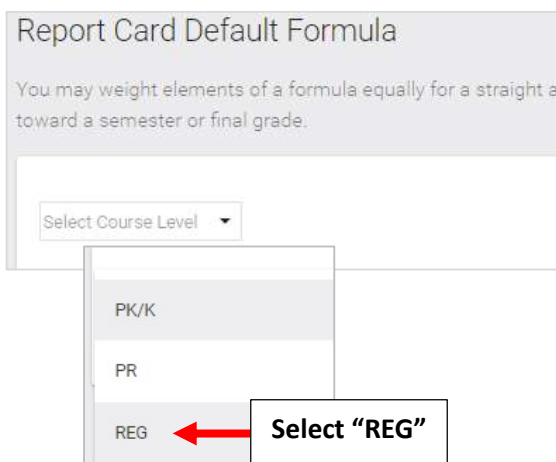 Report Card Default Formula
You may weight elements of a formula equally for a straight a
toward a semester or final grade.
Select Course Level
PK/K
PR
REG
Select “REG”